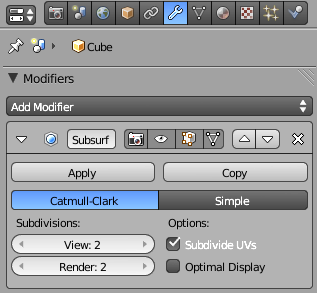 Cube
Modifiers
Add Modifier
Subsurf
Apply Copy
Catmull-Clark Simple
Subdivisions: Options:
View: 2 Subdivide UVs
Render: 2 Optimal Display